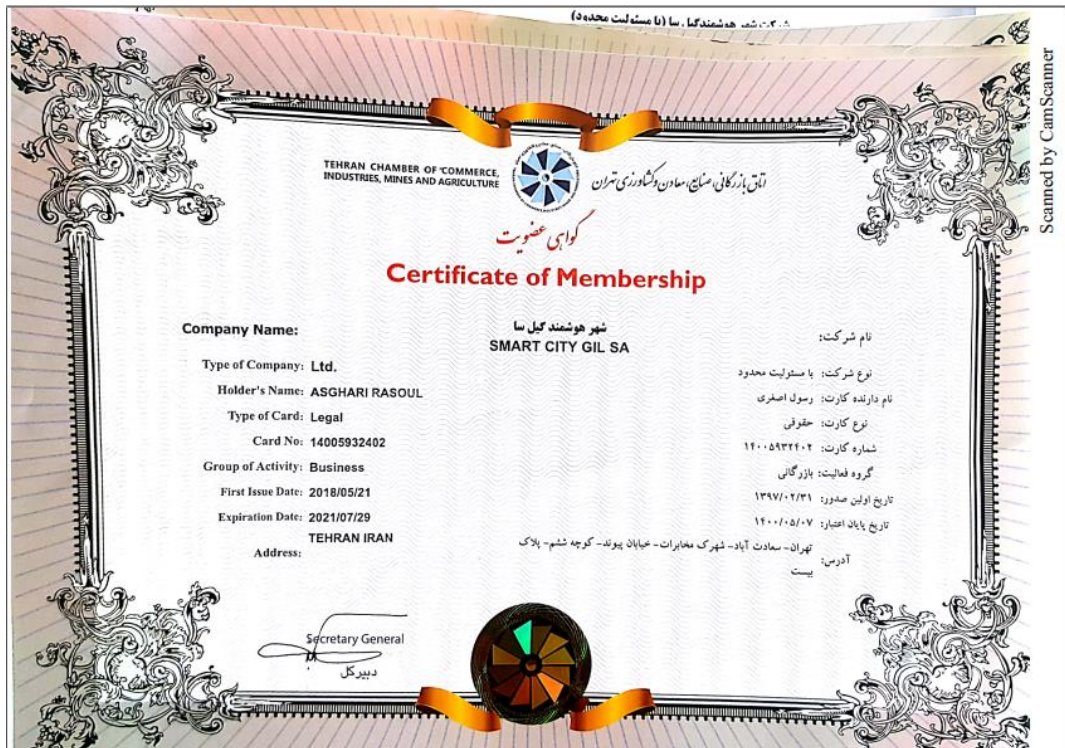 شرکت شهر هوشمند گیل سا (با مسئولیت محدود)
Scanned by CamScanner
TEHRAN CHAMBER OF COMMERCE,
INDUSTRIES, MINES AND AGRICULTURE
اتاق بازرگانی، صنایع، معادن و کشاورزی تهران
گواهی عضویت
Certificate of Membership
Company Name:
شهر هوشمند گیل سا
SMART CITY GIL SA
نام شرکت:
Type of Company: Ltd.
نوع شرکت: با مسئولیت محدود
Holder's Name: ASGHARI RASOUL
نام دارنده کارت: رسول اصغری
Type of Card: Legal
نوع کارت: حقوقی
Card No: 14005932402
شماره کارت: ۱۴۰۰۵۹۳۲۴۰۲
Group of Activity: Business
گروه فعالیت: بازرگانی
First Issue Date: 2018/05/21
تاریخ اولین صدور: ۱۳۹۷/۰۲/۳۱
Expiration Date: 2021/07/29
تاریخ پایان اعتبار: ۱۴۰۰/۰۵/۰۷
Address: TEHRAN IRAN
آدرس: تهران- سعادت آباد- شهرک مخابرات- خیابان پیوند- کوچه ششم- پلاک
بیست
Secretary General
دبیرکل